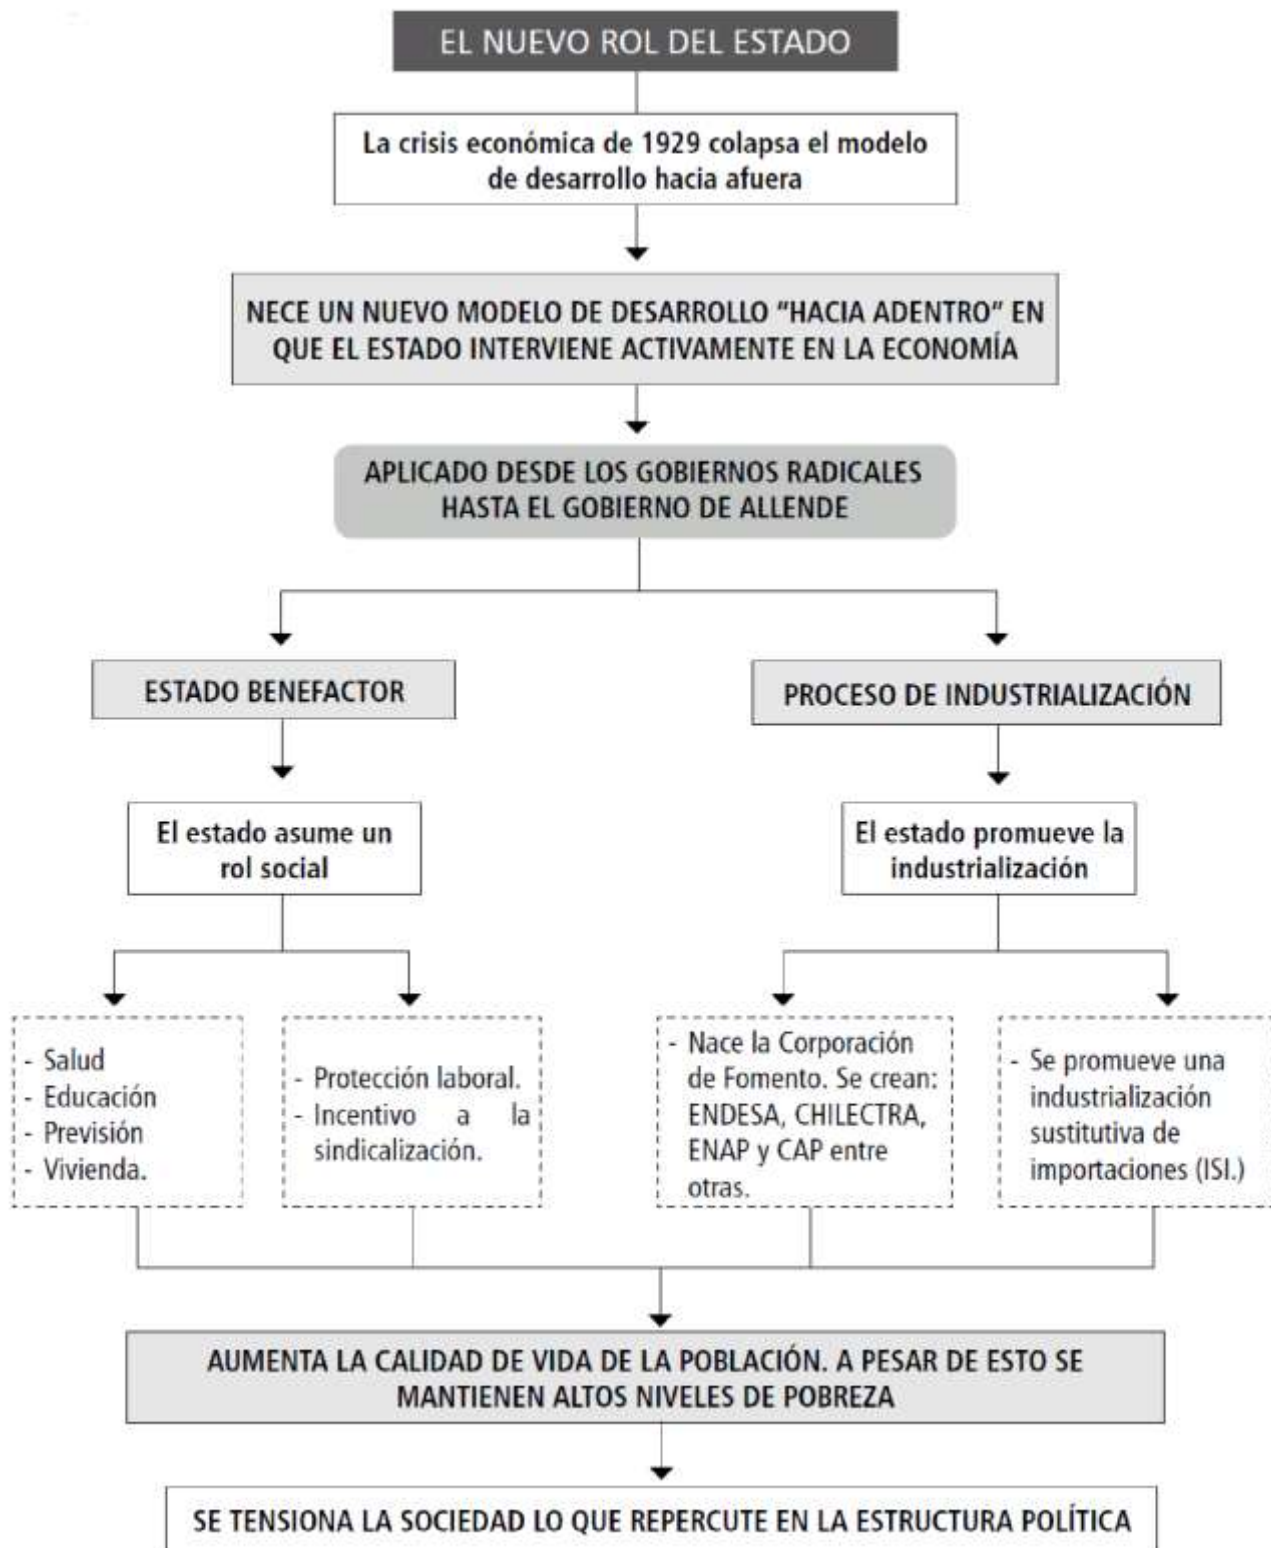 EL NUEVO ROL DEL ESTADO
La crisis económica de 1929 colapsa el modelo
de desarrollo hacia afuera
NECE UN NUEVO MODELO DE DESARROLLO “HACIA ADENTRO” EN
QUE EL ESTADO INTERVIENE ACTIVAMENTE EN LA ECONOMÍA
APLICADO DESDE LOS GOBIERNOS RADICALES
HASTA EL GOBIERNO DE ALLENDE
ESTADO BENEFACTOR
PROCESO DE INDUSTRIALIZACIÓN
El estado asume un
rol social
El estado promueve la
industrialización
- Salud
- Educación
- Previsión
- Vivienda.
- Protección laboral.
- Incentivo a la
sindicalización.
- Nace la Corporación
de Fomento. Se crean:
ENDESA, CHILECTRA,
ENAP y CAP entre
otras.
- Se promueve una
industrialización
sustitutiva de
importaciones (ISI.)
AUMENTA LA CALIDAD DE VIDA DE LA POBLACIÓN. A PESAR DE ESTO SE
MANTIENEN ALTOS NIVELES DE POBREZA
SE TENSIONA LA SOCIEDAD LO QUE REPERCUTE EN LA ESTRUCTURA POLÍTICA